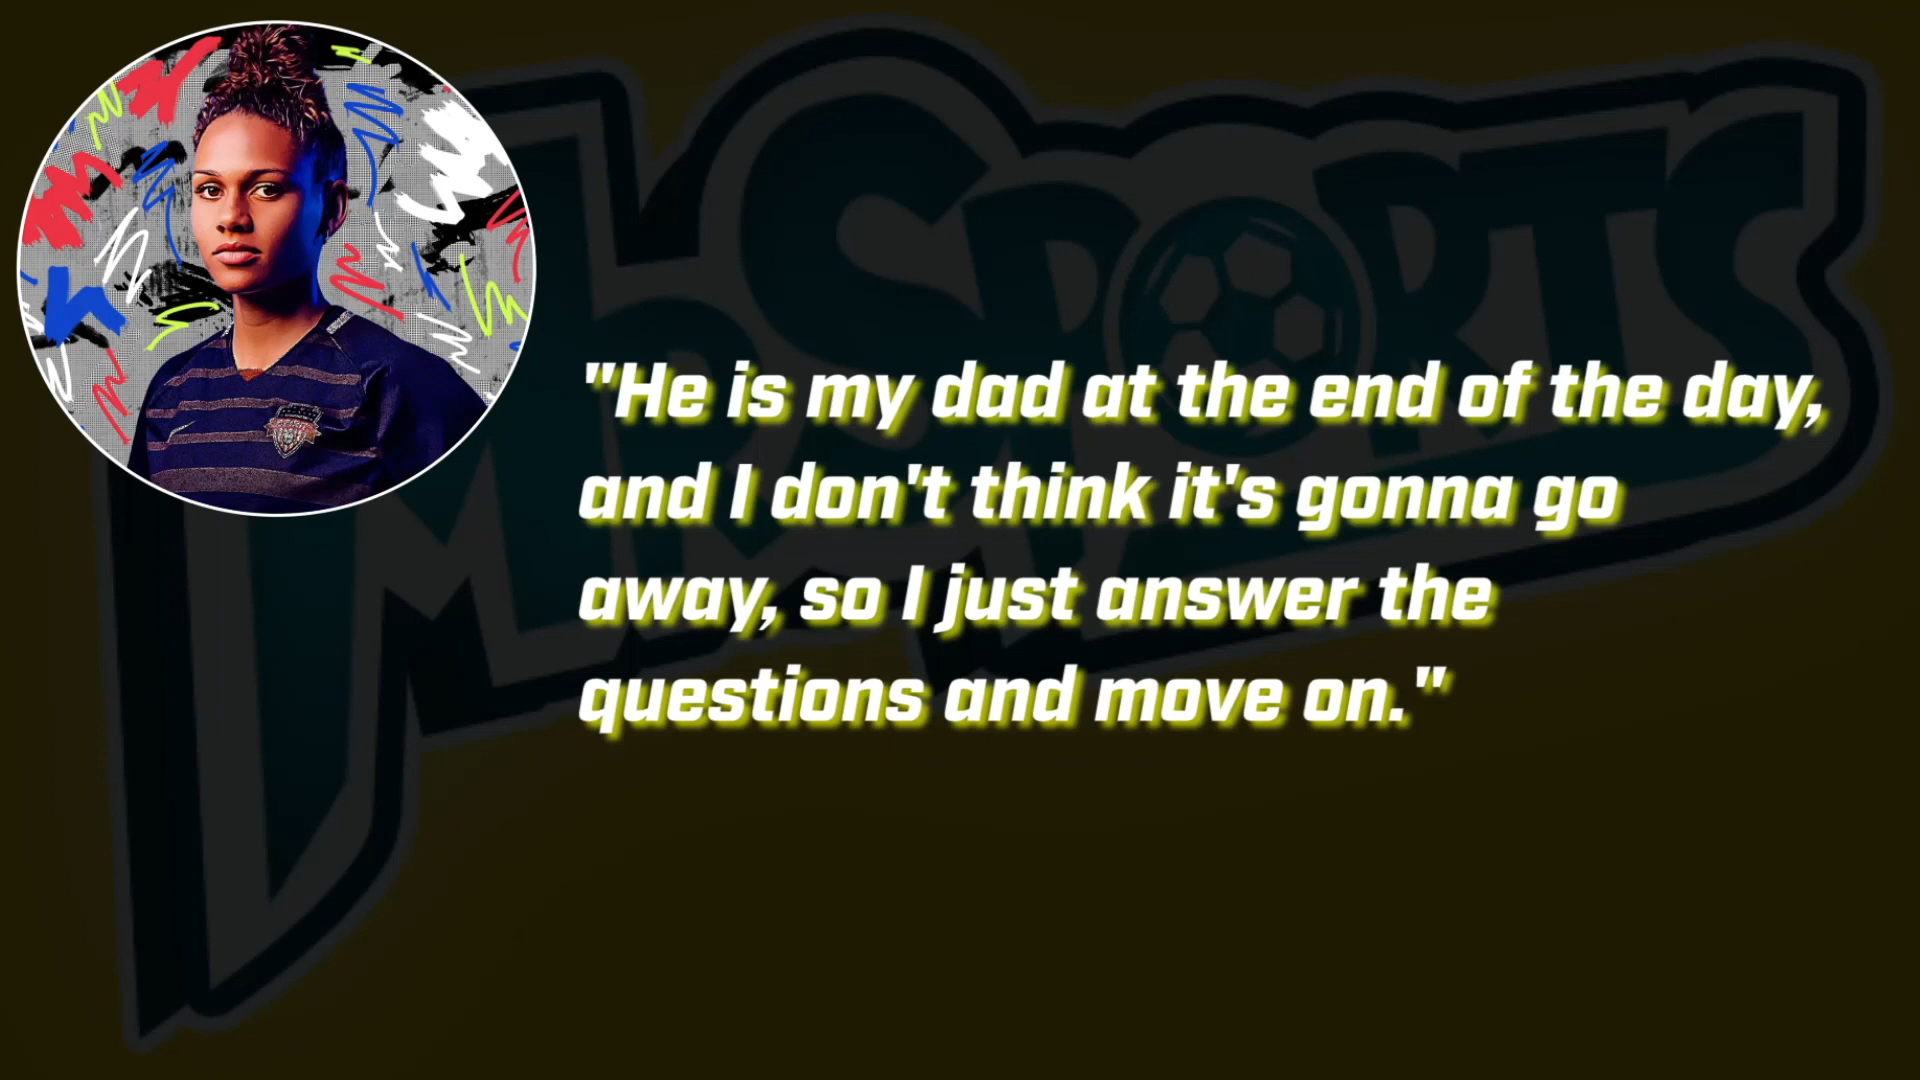 MrSports
"He is my dad at the end of the day,
and I don't think it's gonna go
away, so I just answer the
questions and move on."